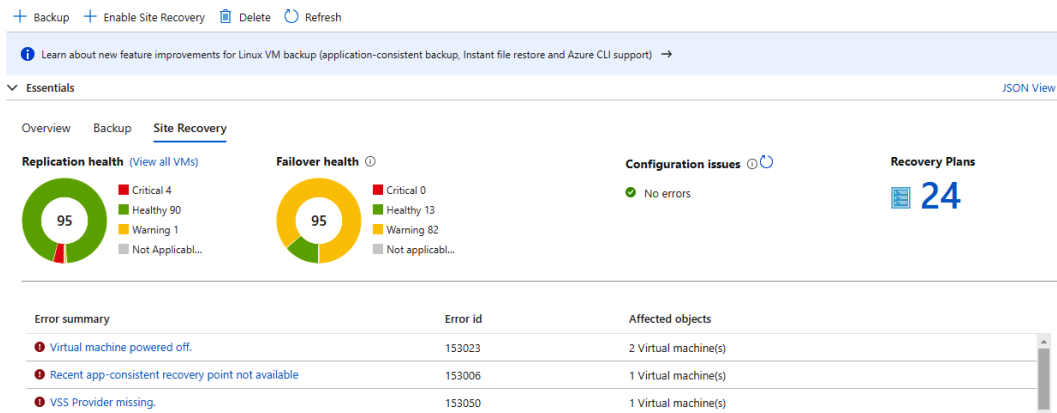 Backup Enable Site Recovery Delete Refresh
Learn about new feature improvements for Linux VM backup (application-consistent backup, Instant file restore and Azure CLI support) →
Essentials JSON View
Overview Backup Site Recovery
Replication health (View all VMs) Failover health Configuration issues Recovery Plans
95
Critical 4
Healthy 90
Warning 1
Not Applicabl...
95
Critical 0
Healthy 13
Warning 82
Not applicabl...
No errors
24
Error summary Error id Affected objects
Virtual machine powered off. 153023 2 Virtual machine(s)
Recent app-consistent recovery point not available 153006 1 Virtual machine(s)
VSS Provider missing. 153050 1 Virtual machine(s)